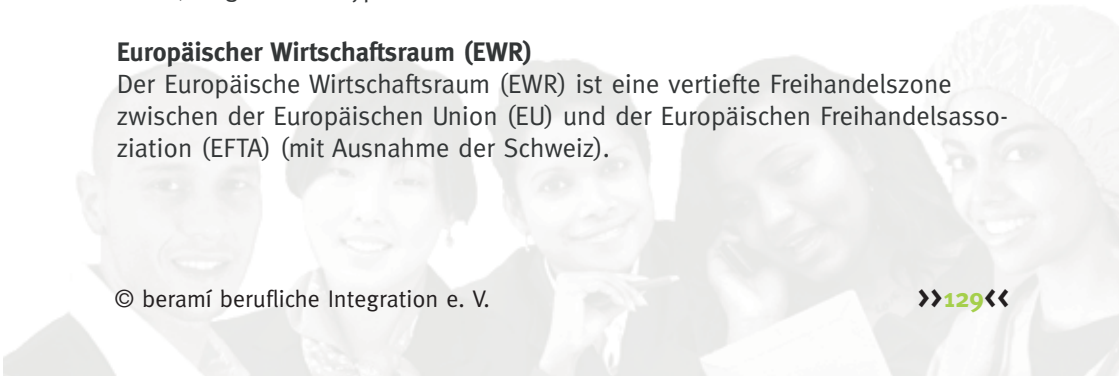 Europäischer Wirtschaftsraum (EWR)
Der Europäische Wirtschaftsraum (EWR) ist eine vertiefte Freihandelszone
zwischen der Europäischen Union (EU) und der Europäischen Freihandelsasso-
ziation (EFTA) (mit Ausnahme der Schweiz).
© beramí berufliche Integration e. V.
››129‹‹